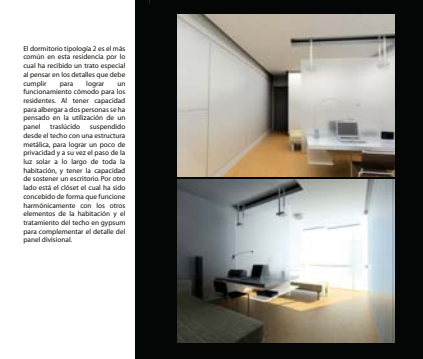 El dormitorio tipología 2 es el más
común en esta residencia por lo
cual ha recibido un trato especial
al pensar en los detalles que debe
cumplir para lograr un
funcionamiento cómodo para los
residentes. Al tener capacidad
para albergar a dos personas se ha
pensado en la utilización de un
panel traslúcido suspendido
desde el techo con una estructura
metálica, para lograr un poco de
privacidad y a su vez el paso de la
luz solar a lo largo de toda la
habitación, y tener la capacidad
de sostener un escritorio. Por otro
lado está el clóset el cual ha sido
concebido de forma que funcione
harmónicamente con los otros
elementos de la habitación y el
tratamiento del techo en gypsum
para complementar el detalle del
panel divisional.